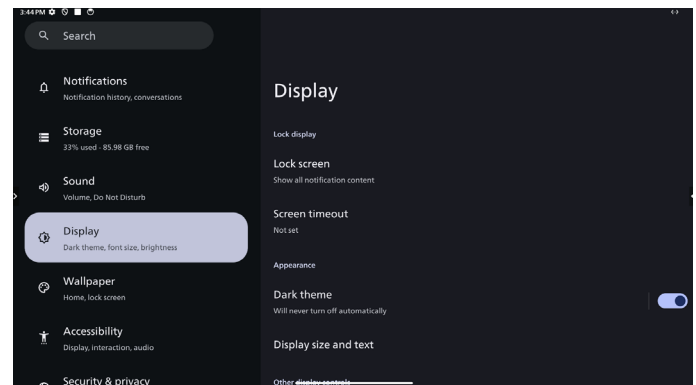 3:44 PM
Search
Notifications
Notification history, conversations
Storage
33% used - 85.98 GB free
Sound
Volume, Do Not Disturb
Display
Dark theme, font size, brightness
Wallpaper
Home, lock screen
Accessibility
Display, interaction, audio
Security & privacy
Display
Lock display
Lock screen
Show all notification content
Screen timeout
Not set
Appearance
Dark theme
Will never turn off automatically
Display size and text
Other display controls